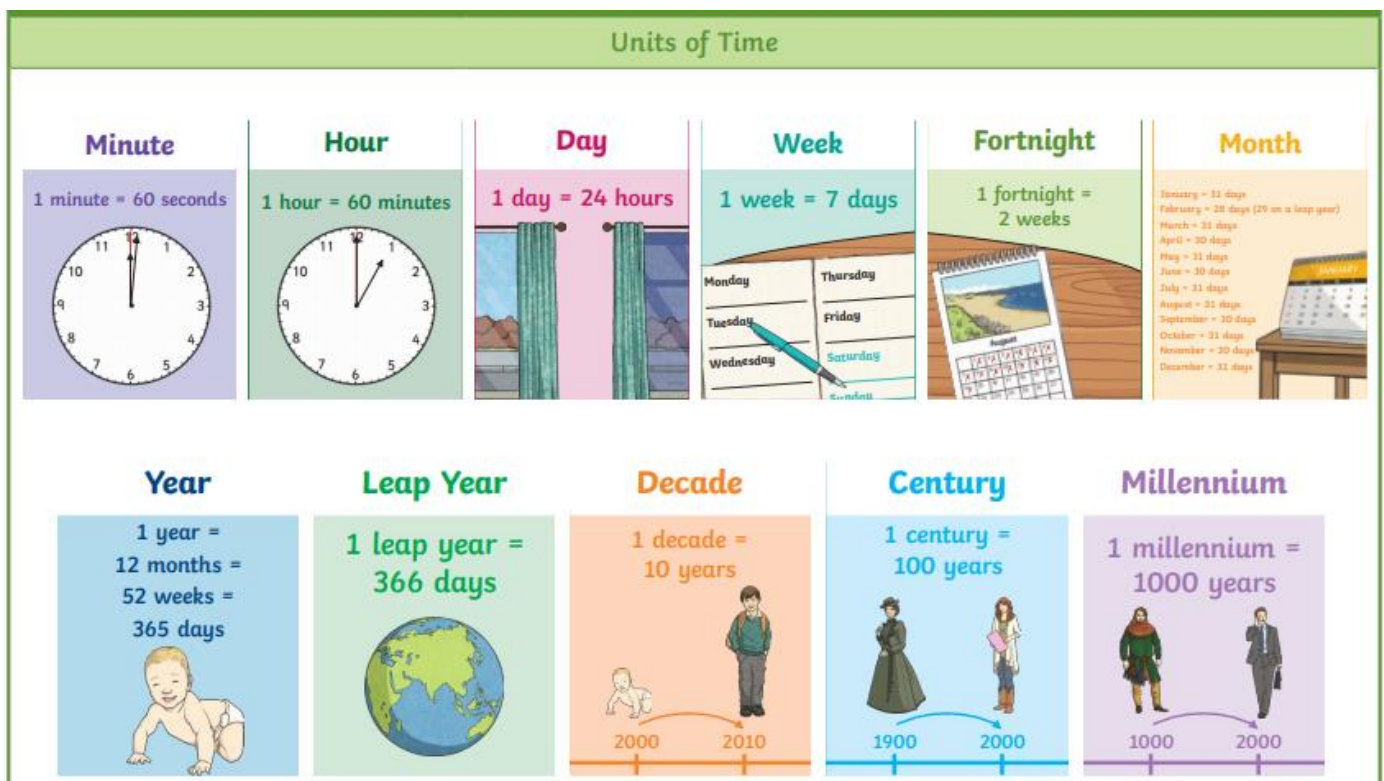 Units of Time
Minute
1 minute = 60 seconds
12
1
2
3
4
5
6
7
8
9
10
11
Hour
1 hour = 60 minutes
12
1
2
3
4
5
6
7
8
9
10
11
Day
1 day = 24 hours
Week
1 week = 7 days
Monday
Tuesday
Wednesday
Thursday
Friday
Saturday
Sunday
Fortnight
1 fortnight =
2 weeks
August
Month
January = 31 days
February = 28 days (29 on a leap year)
March = 31 days
April = 30 days
May = 31 days
June = 30 days
July = 31 days
August = 31 days
September = 30 days
October = 31 days
November = 30 days
December = 31 days
JANUARY
Year
1 year =
12 months =
52 weeks =
365 days
Leap Year
1 leap year =
366 days
Decade
1 decade =
10 years
2000
2010
Century
1 century =
100 years
1900
2000
Millennium
1 millennium =
1000 years
1000
2000